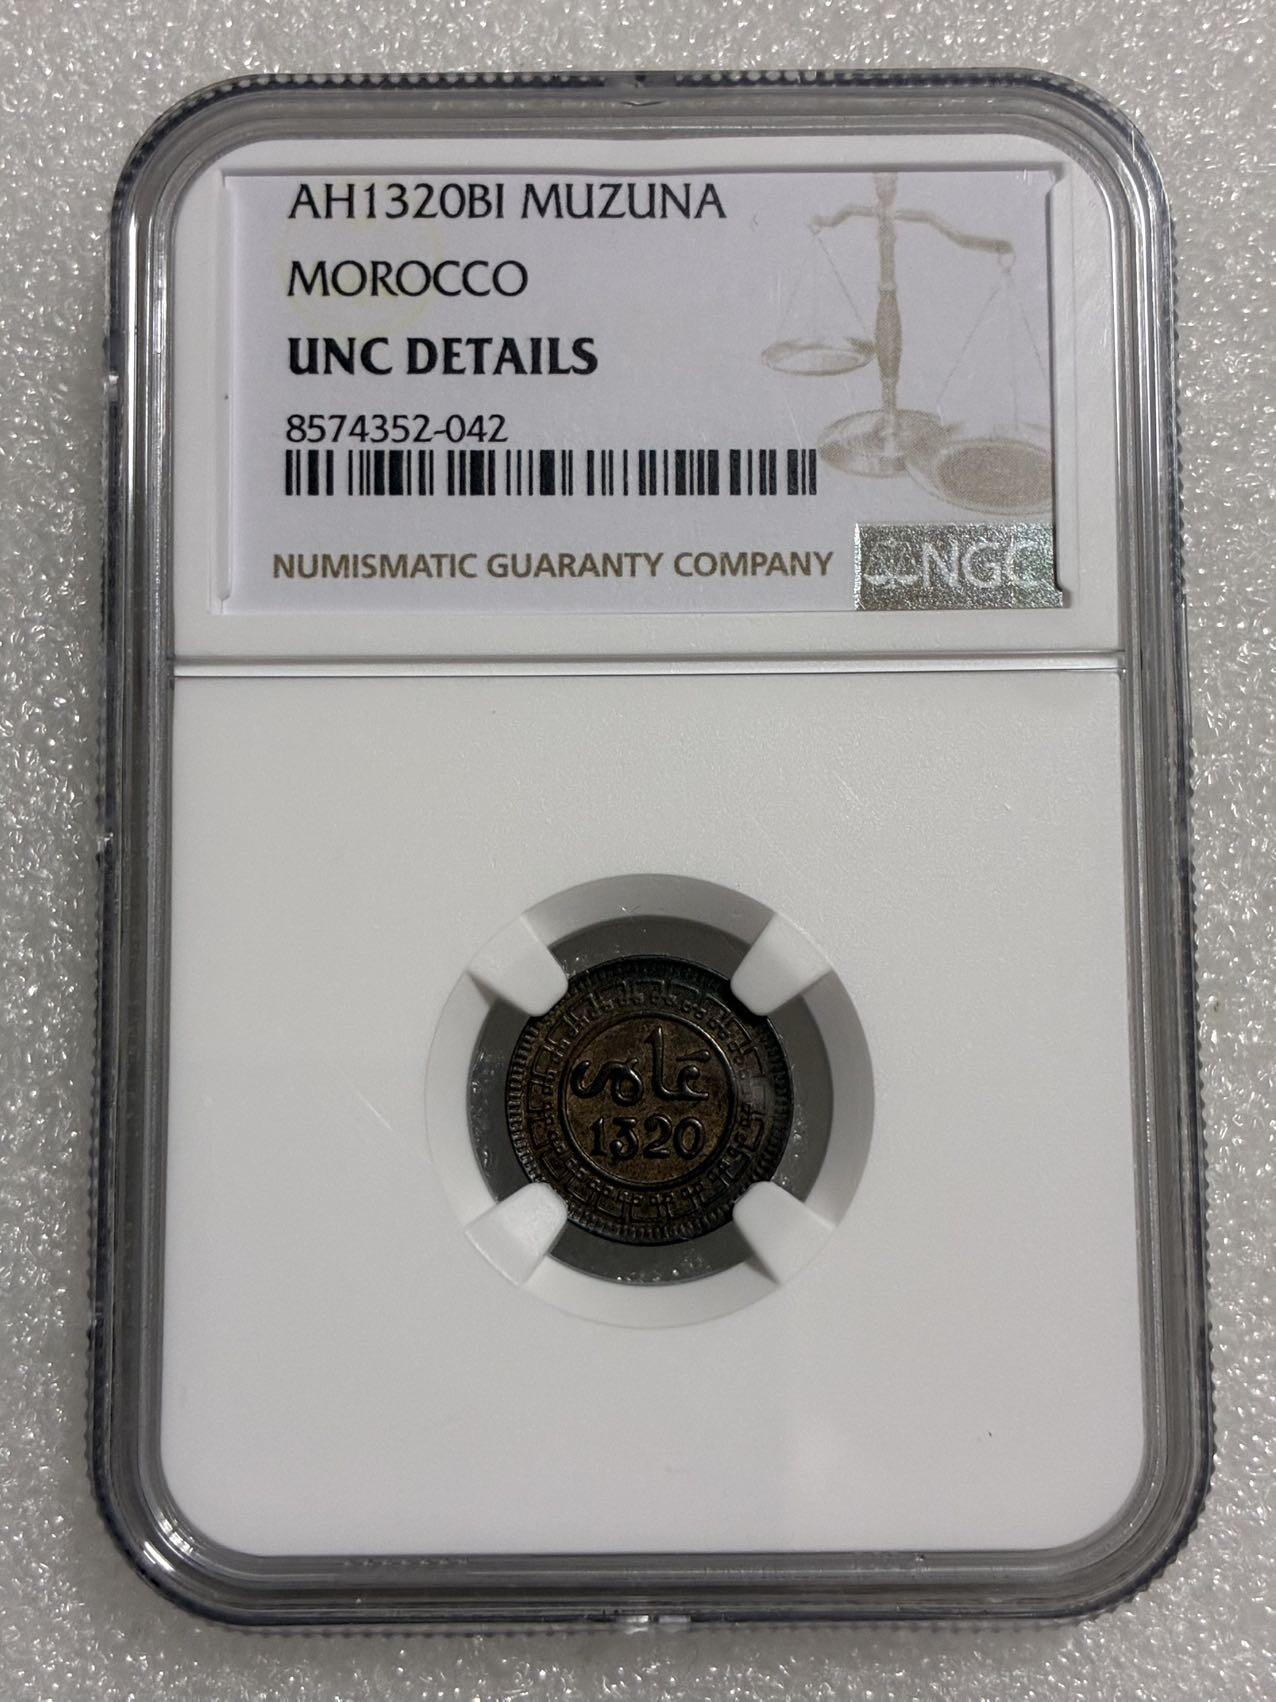 AH1320BI MUZUNA
MOROCCO
UNC DETAILS
8574352-042
NUMISMATIC GUARANTY COMPANY
NGC
عام
1320